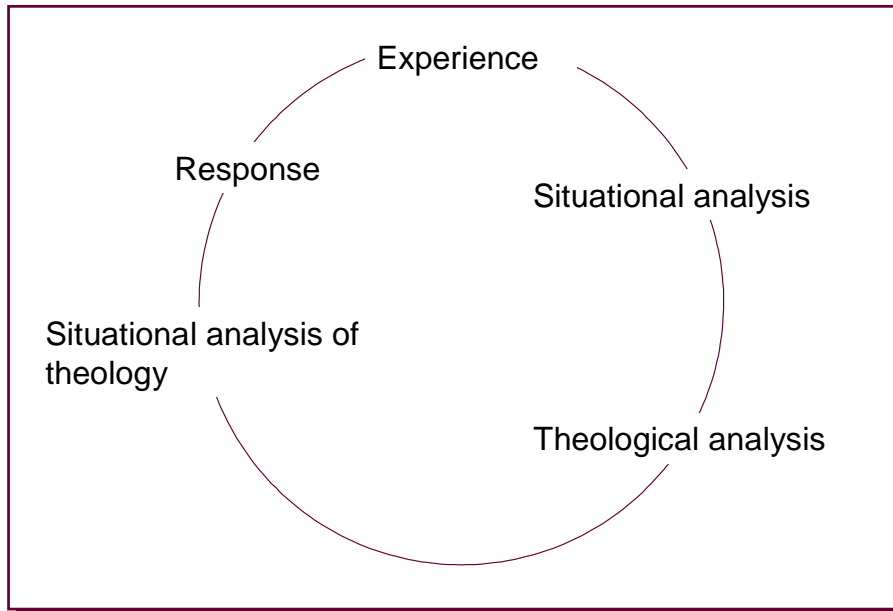 Experience
Response
Situational analysis
Situational analysis of
theology
Theological analysis